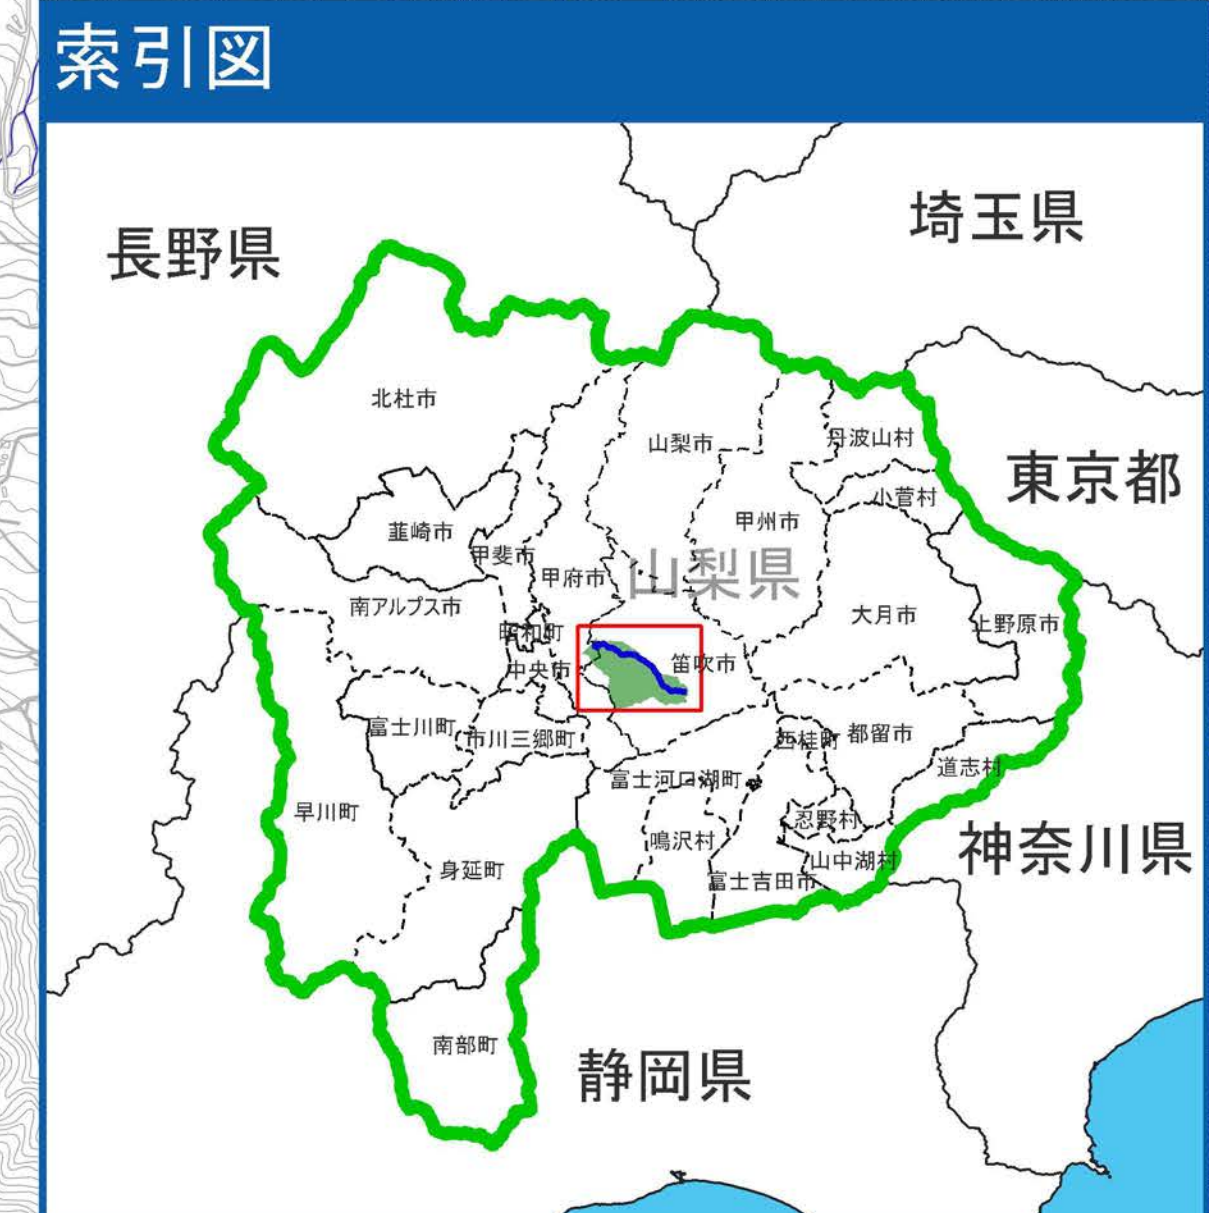 索引図
埼玉県
長野県
北杜市
山梨市
丹波山村
東京都
小菅村
韮崎市
甲州市
甲斐市
甲府市
山梨県
南アルプス市
大月市
上野原市
昭和町
笛吹市
中央市
富士川町
市川三郷町
西桂町
都留市
道志村
富士河口湖町
早川町
忍野村
鳴沢村
神奈川県
山中湖村
身延町
富士吉田市
南部町
静岡県